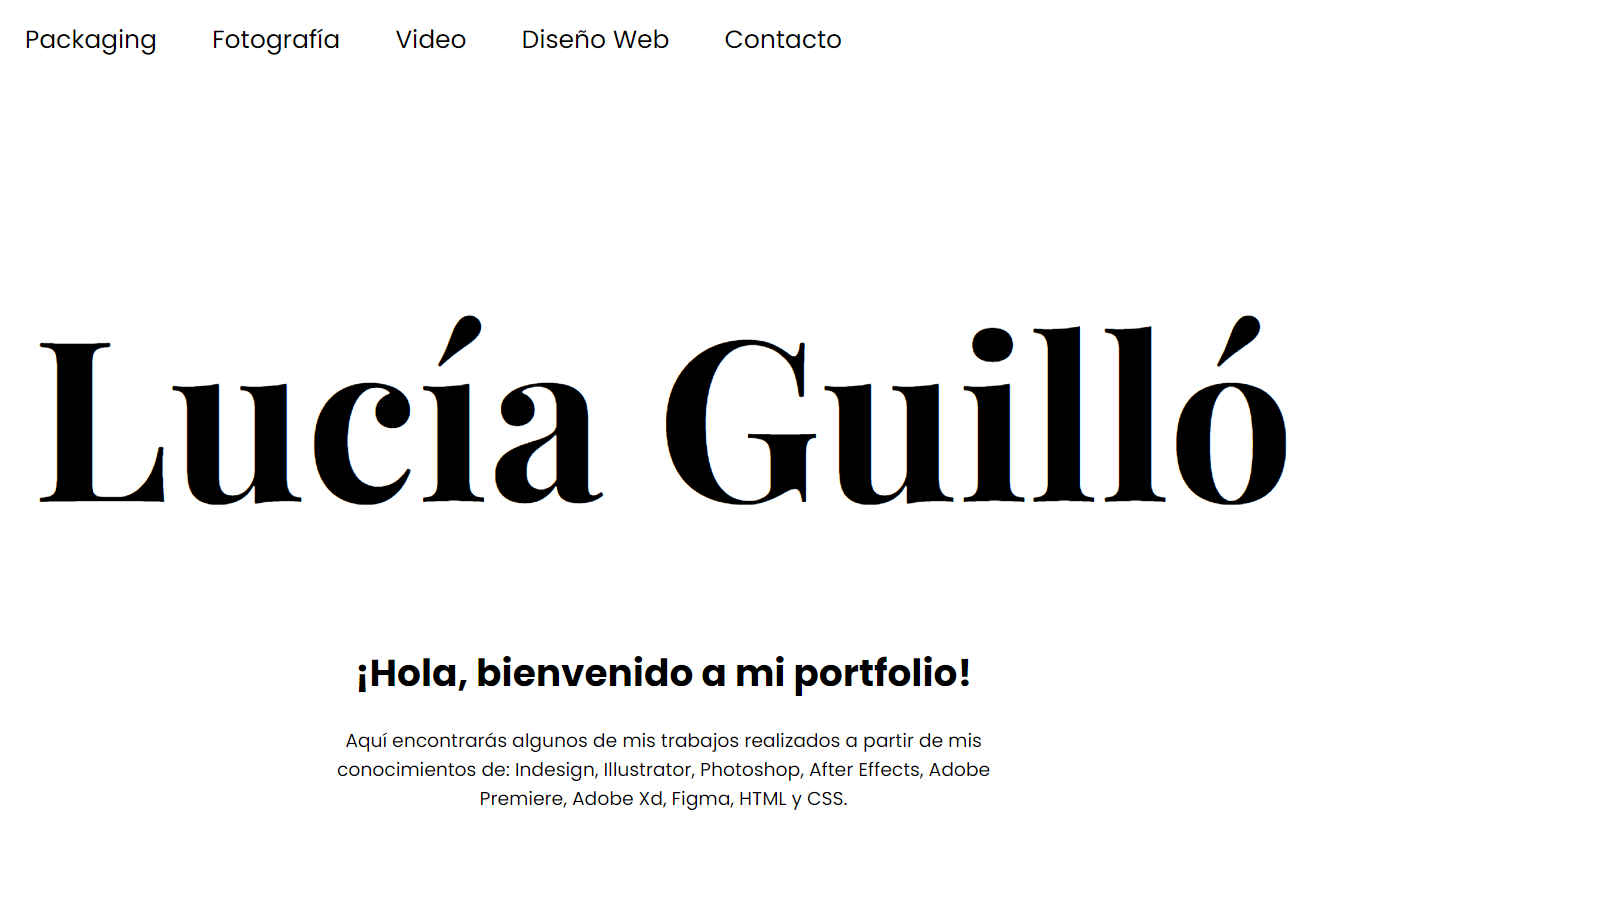 Packaging Fotografía Video Diseño Web Contacto
Lucía Guilló
¡Hola, bienvenido a mi portfolio!
Aquí encontrarás algunos de mis trabajos realizados a partir de mis
conocimientos de: Indesign, Illustrator, Photoshop, After Effects, Adobe
Premiere, Adobe Xd, Figma, HTML y CSS.